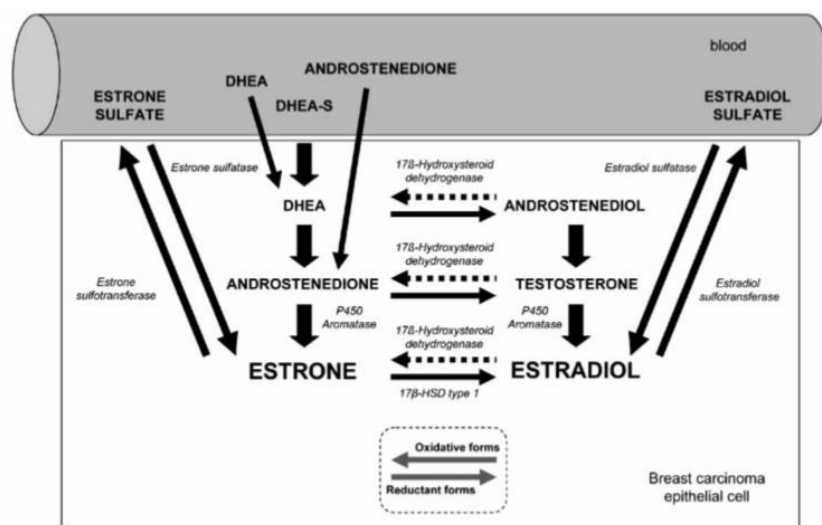 blood
DHEA
ANDROSTENEDIONE
ESTRONE
SULFATE
DHEA-S
ESTRADIOL
SULFATE
Estrone sulfatase
17ß-Hydroxysteroid
dehydrogenase
Estradiol sulfatase
DHEA
ANDROSTENEDIOL
17ß-Hydroxysteroid
dehydrogenase
Estrone
sulfotransferase
ANDROSTENEDIONE
TESTOSTERONE
Estradiol
sulfotransferase
P450
Aromatase
17ß-Hydroxysteroid
dehydrogenase
P450
Aromatase
ESTRONE
ESTRADIOL
17β-HSD type 1
Oxidative forms
Reductant forms
Breast carcinoma
epithelial cell